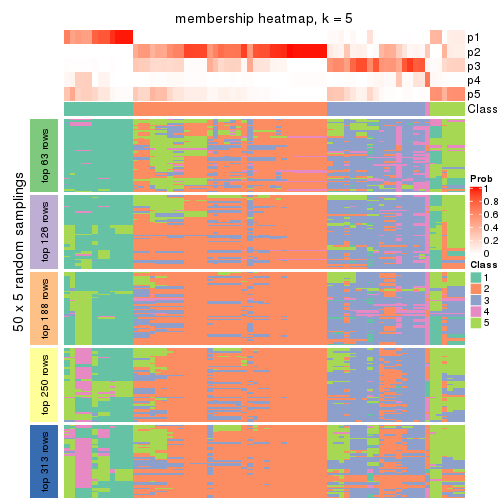 membership heatmap, k = 5
p1
p2
p3
p4
p5
Class
50 x 5 random samplings
top 63 rows
top 126 rows
top 188 rows
top 250 rows
top 313 rows
Prob
1
0.8
0.6
0.4
0.2
0
Class
1
2
3
4
5